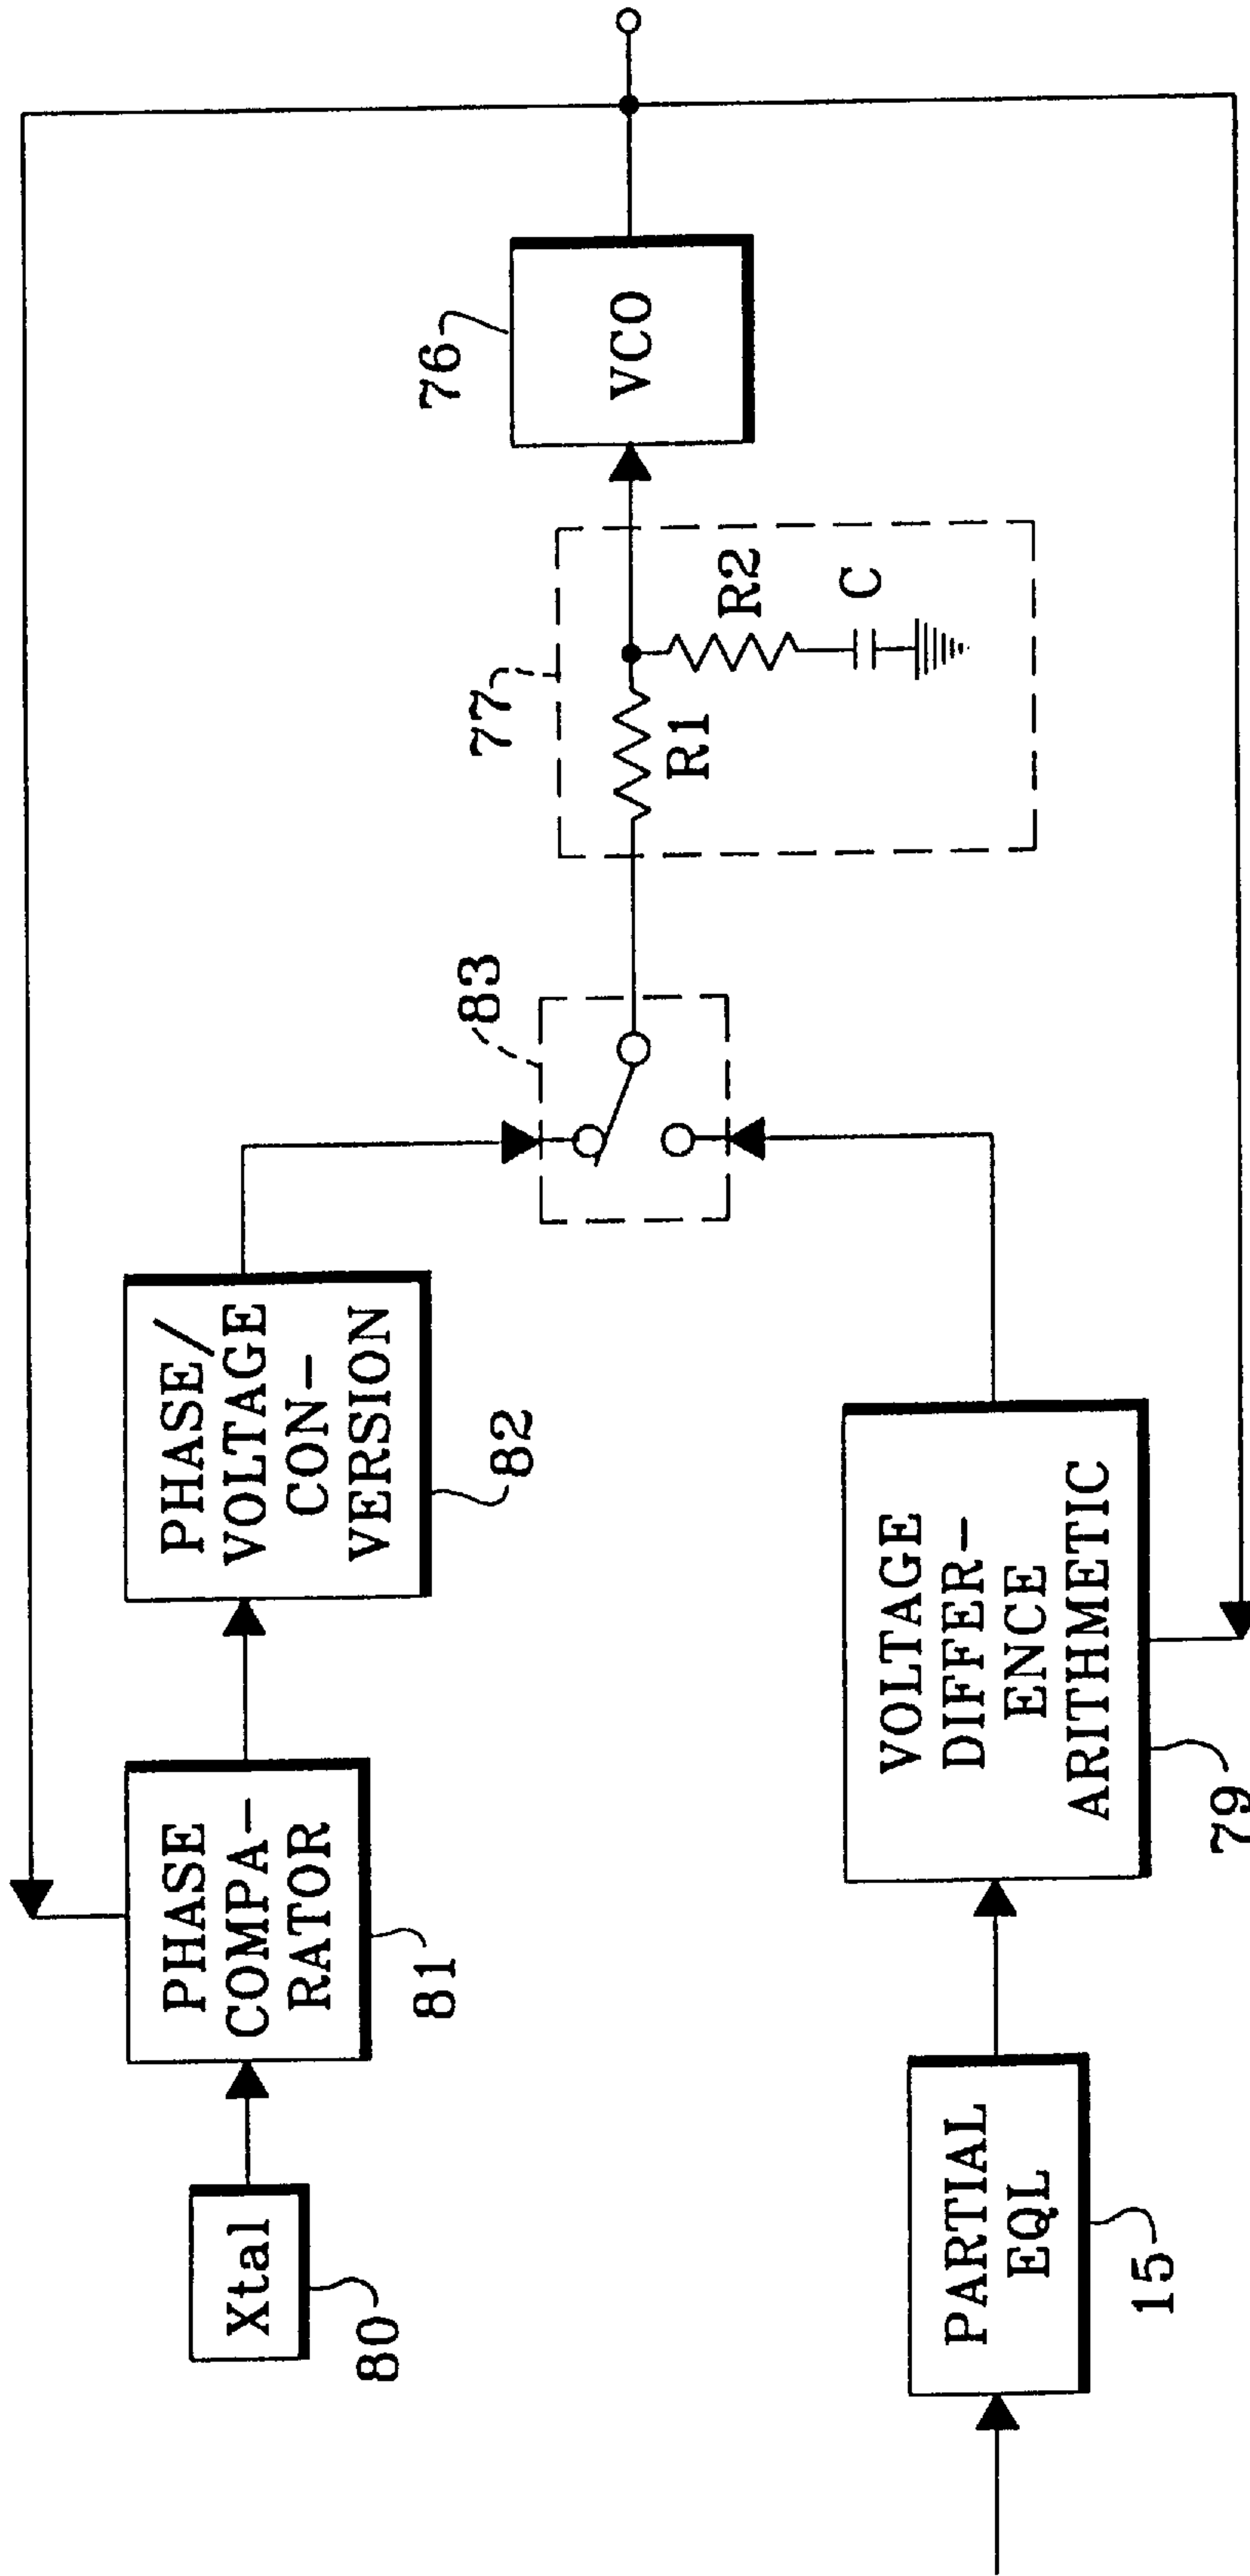 Xtal
80
PHASE
COMPA-
RATOR
81
PHASE/
VOLTAGE
CON-
VERSION
82
83
77
R1
R2
C
76
VCO
PARTIAL
EQL
15
VOLTAGE
DIFFER-
ENCE
ARITHMETIC
79